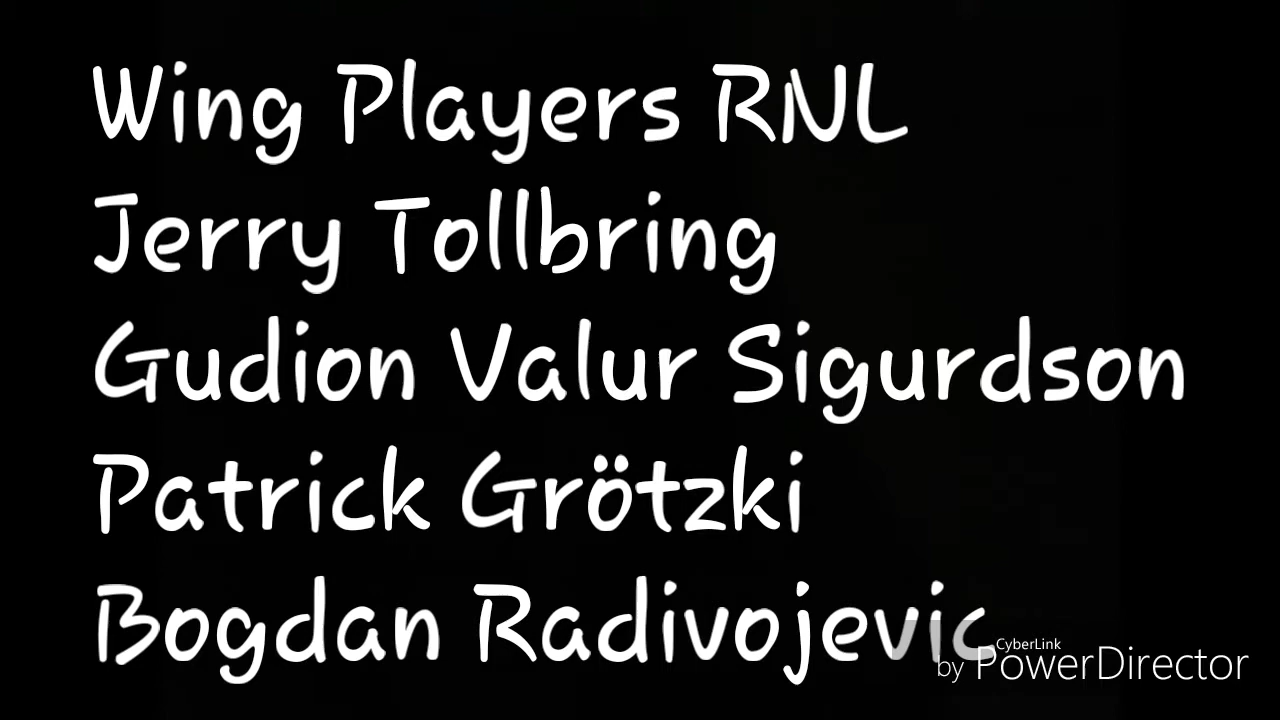 Wing Players RNL
Jerry Tollbring
Gudion Valur Sigurdson
Patrick Grötzki
Bogdan Radivojevic
by CyberLink PowerDirector